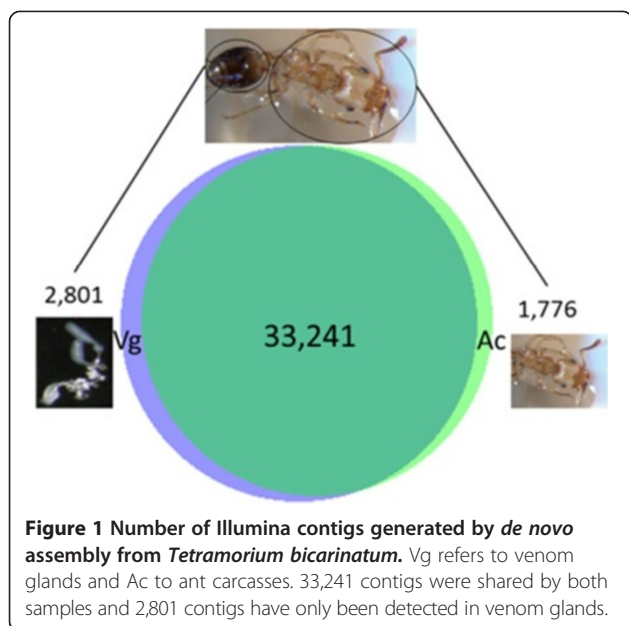 2,801
1,776
Vg
33,241
Ac
Figure 1 Number of Illumina contigs generated by de novo
assembly from Tetramorium bicarinatum. Vg refers to venom
glands and Ac to ant carcasses. 33,241 contigs were shared by both
samples and 2,801 contigs have only been detected in venom glands.